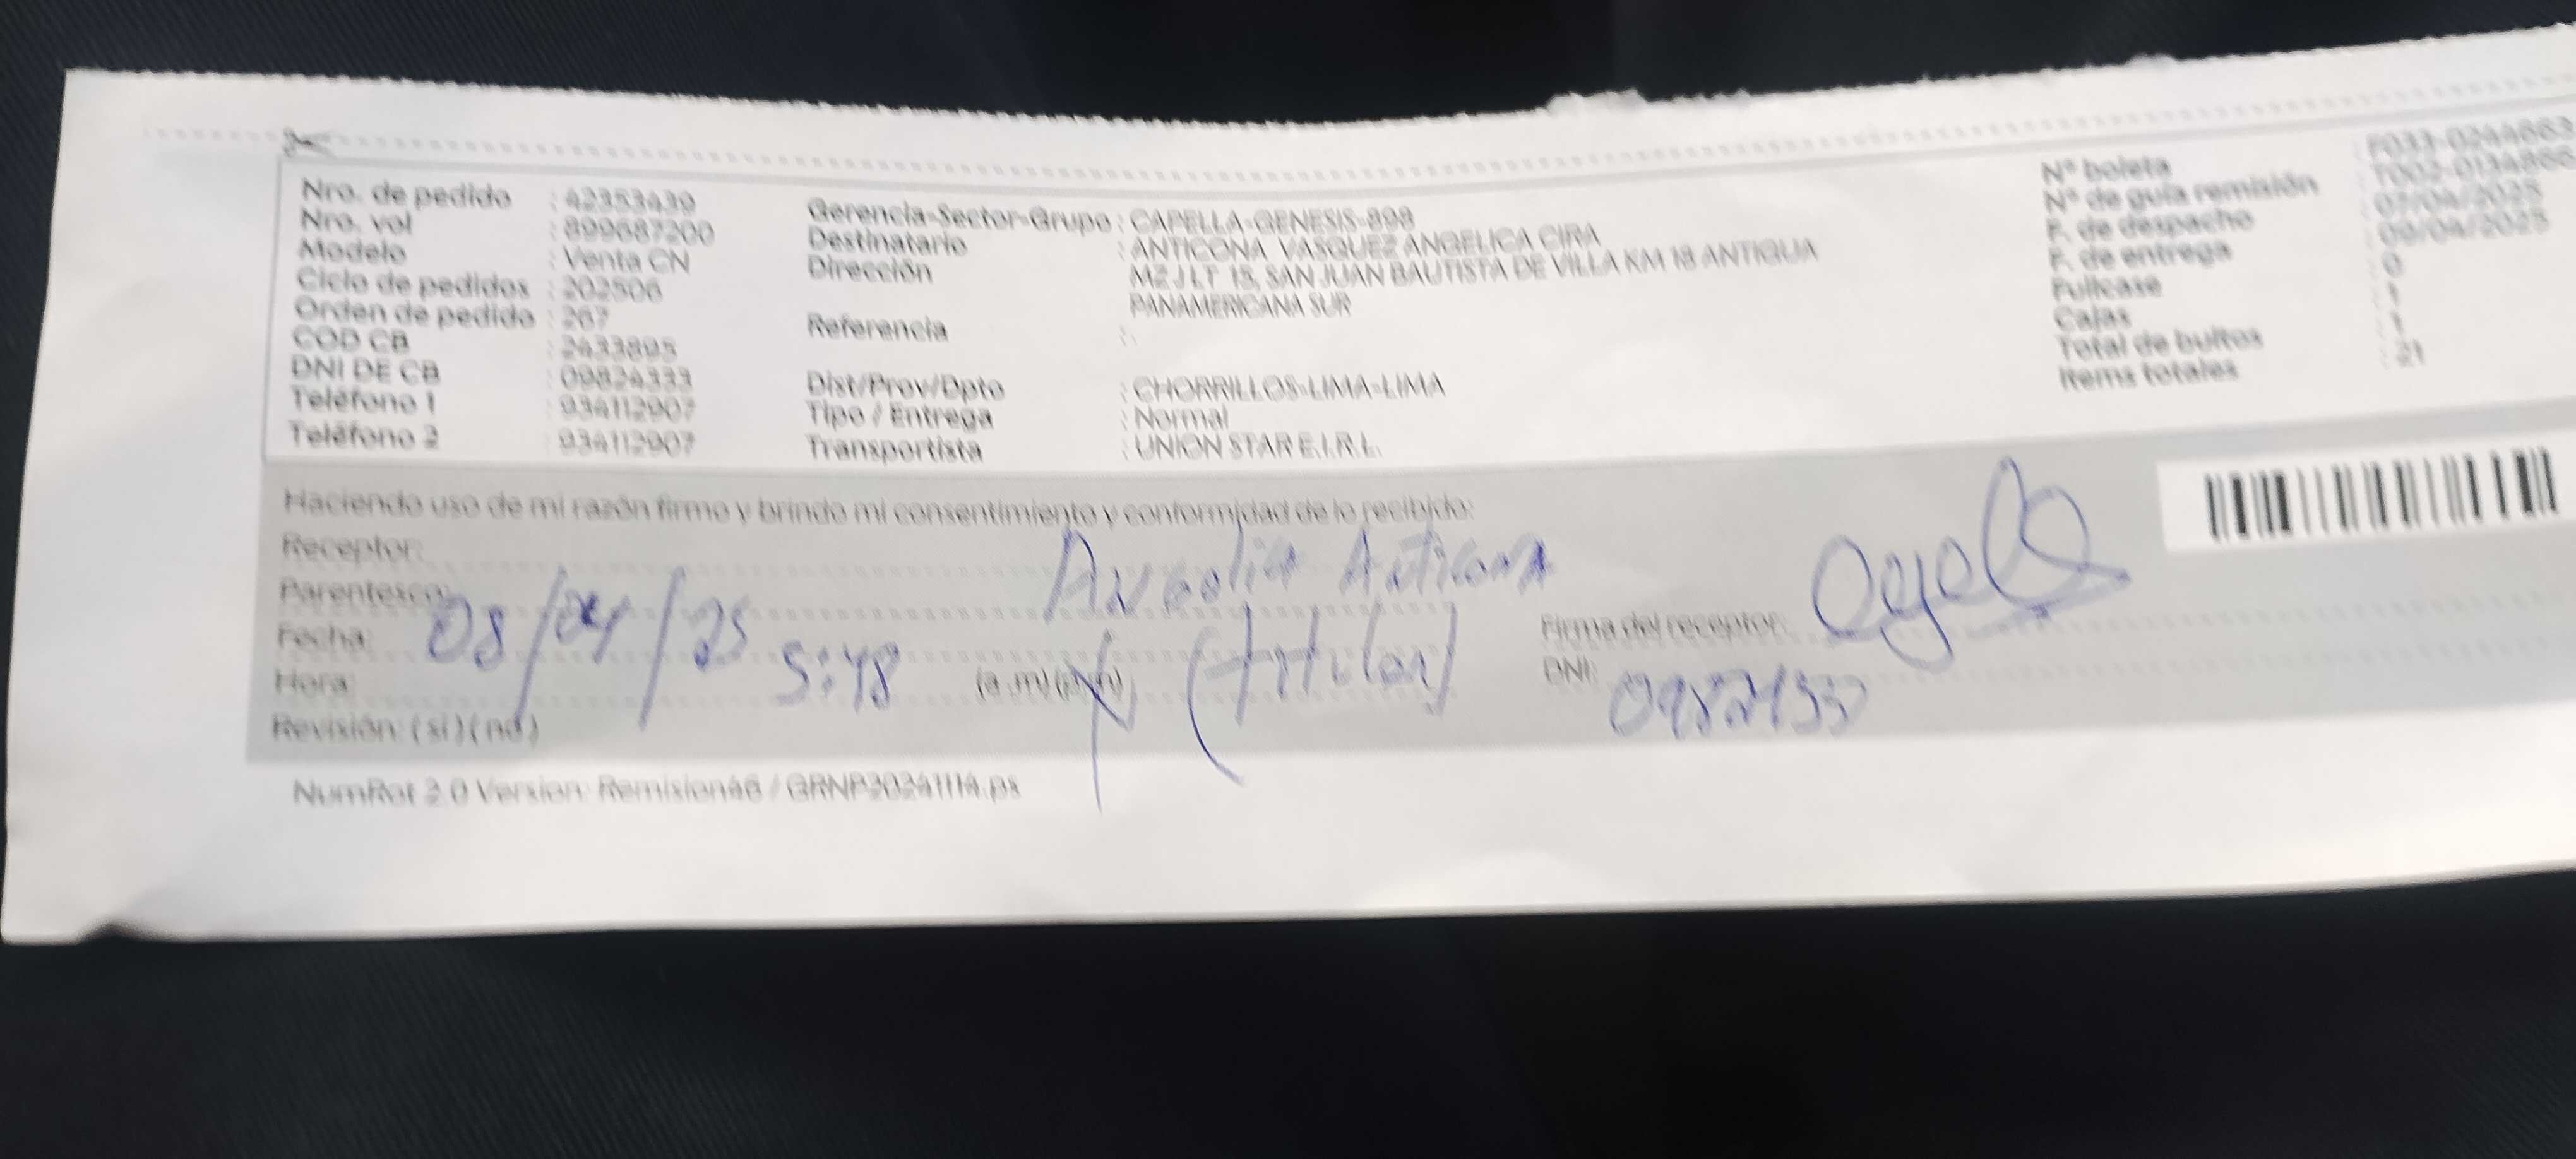 Nro. de pedido : 42353439
Nro. vol : 899687200
Modelo : Venta CN
Ciclo de pedidos : 202506
Orden de pedido : 267
COD CB : 2433895
DNI DE CB : 09824333
Teléfono 1 : 934112907
Teléfono 2 : 934112907
Gerencia-Sector-Grupo : CAPELLA-GENESIS-898
Destinatario : ANTICONA VASQUEZ ANGELICA CIRA
Dirección MZ J LT 15, SAN JUAN BAUTISTA DE VILLA KM 18 ANTIGUA
PANAMERICANA SUR
Referencia : .
Dist/Prov/Dpto : CHORRILLOS-LIMA-LIMA
Tipo / Entrega : Normal
Transportista : UNION STAR E.I.R.L.
N° boleta
N° de guía remisión
F. de despacho : 07/04/2025
F. de entrega : 09/04/2025
Fullcase : 0
Cajas : 1
Total de bultos : 1
Items totales : 21
Haciendo uso de mi razón firmo y brindo mi consentimiento y conformidad de lo recibido:
Receptor: Anticona
Parentesco: (titular)
Fecha: 08/04/25
Hora: 5:48 (a.m) (p.m)
Revisión: (si) (no)
Firma del receptor:
DNI:
NumRot 2.0 Version: Remision46 / GRNP20241114.ps